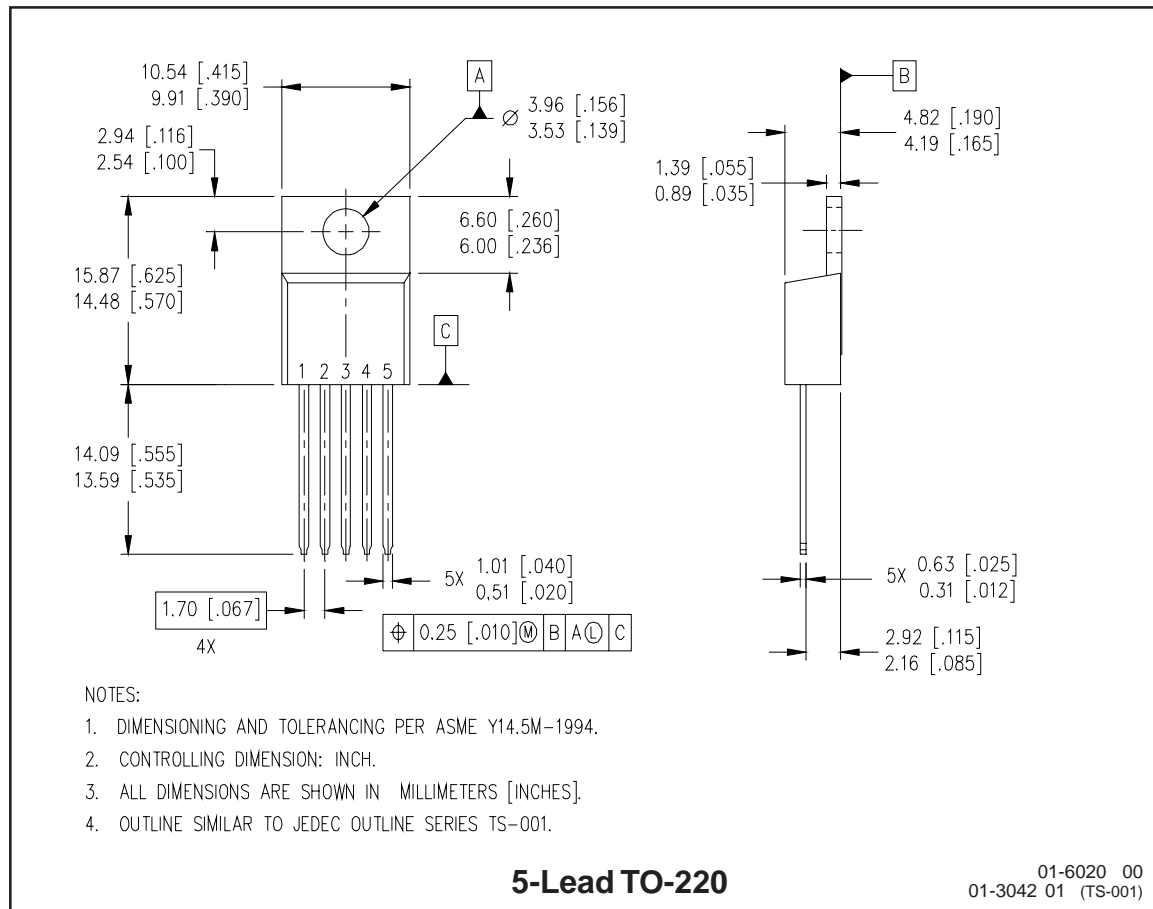 10.54 [.415]
9.91 [.390]
A
Ø 3.96 [.156]
3.53 [.139]
B
4.82 [.190]
4.19 [.165]
2.94 [.116]
2.54 [.100]
1.39 [.055]
0.89 [.035]
6.60 [.260]
6.00 [.236]
15.87 [.625]
14.48 [.570]
C
1 2 3 4 5
14.09 [.555]
13.59 [.535]
5X 1.01 [.040]
0.51 [.020]
5X 0.63 [.025]
0.31 [.012]
1.70 [.067]
4X
⌖ 0.25 [.010] Ⓜ B A Ⓛ C
2.92 [.115]
2.16 [.085]
NOTES:
1. DIMENSIONING AND TOLERANCING PER ASME Y14.5M-1994.
2. CONTROLLING DIMENSION: INCH.
3. ALL DIMENSIONS ARE SHOWN IN MILLIMETERS [INCHES].
4. OUTLINE SIMILAR TO JEDEC OUTLINE SERIES TS-001.
5-Lead TO-220
01-6020 00
01-3042 01 (TS-001)